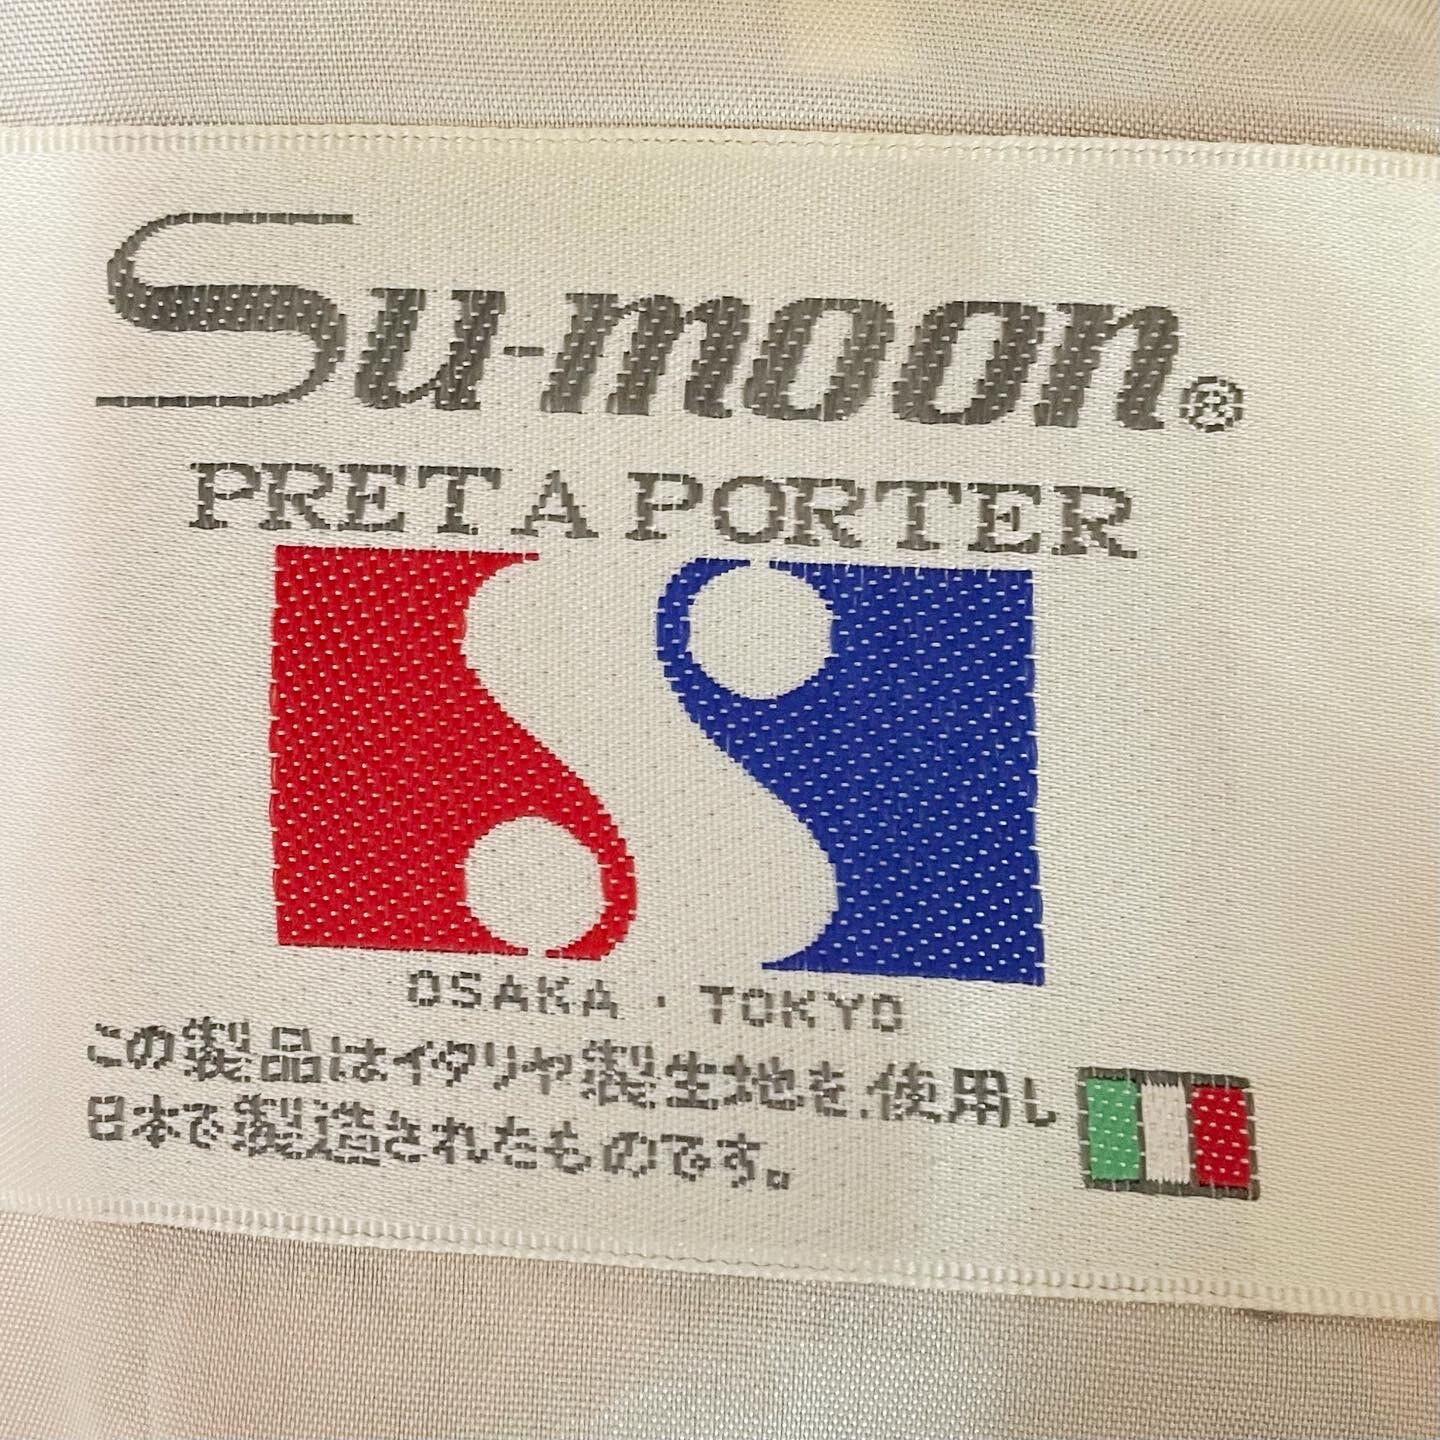 Su-moon®
PRET A PORTER
OSAKA・TOKYO
この製品はイタリヤ製生地を使用し
日本で製造されたものです。